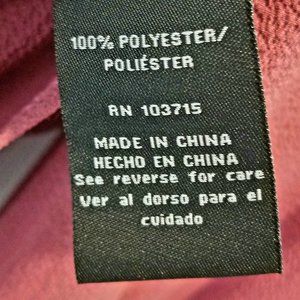 100% POLYESTER/
POLIÉSTER
RN 103715
MADE IN CHINA
HECHO EN CHINA
See reverse for care
Ver al dorso para el
cuidado